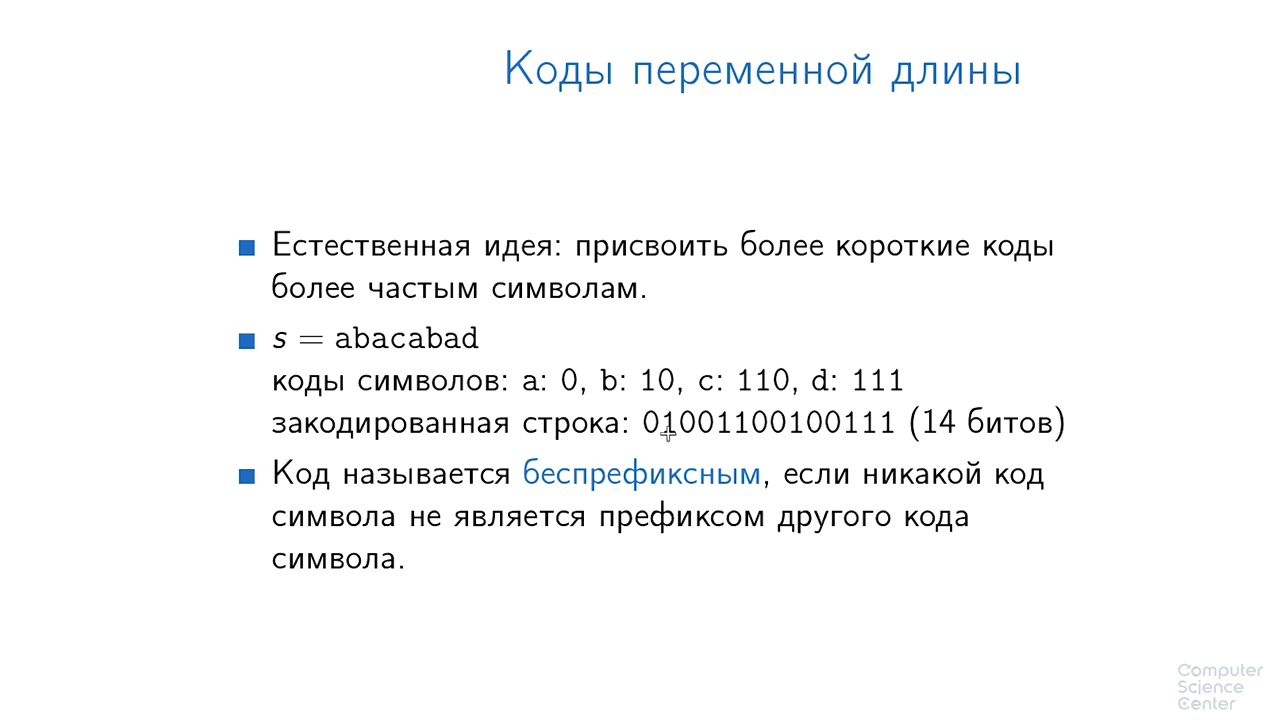 Коды переменной длины
Естественная идея: присвоить более короткие коды
более частым символам.
s = abacabad
коды символов: a: 0, b: 10, c: 110, d: 111
закодированная строка: 01001100100111 (14 битов)
Код называется беспрефиксным, если никакой код
символа не является префиксом другого кода
символа.
Computer
Science
Center